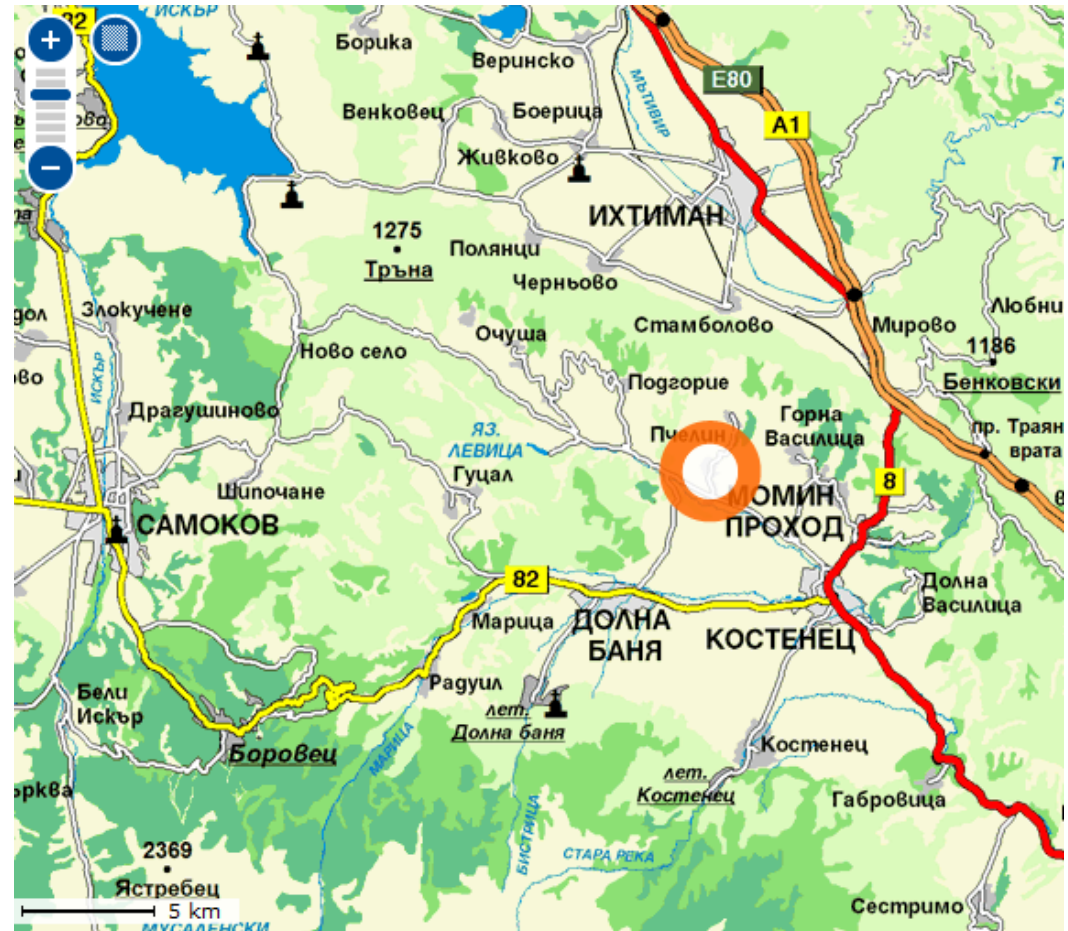 ИСКЪР
82
Борика
Веринско
E80
МЪТИВИР
A1
Венковец
Боерица
Живково
ИХТИМАН
1275
Тръна
Полянци
Черньово
Злокучене
Ново село
Очуша
Стамболово
Мирово
1186
Бенковски
ИСКЪР
Драгушиново
Подгорие
Горна
Василица
пр. Траян
врата
ЯЗ.
ЛЕВИЦА
Пчелин
Гуцал
Шипочане
САМОКОВ
МОМИН
ПРОХОД
8
82
Марица
ДОЛНА
БАНЯ
КОСТЕНЕЦ
Долна
Василица
Бели
Искър
Радуил
лет.
Долна баня
Боровец
МАРИЦА
Костенец
лет.
Костенец
Габровица
БИСТРИЦА
СТАРА РЕКА
2369
Ястребец
Сестримо
5 km
МУСАЛЕНСКИ